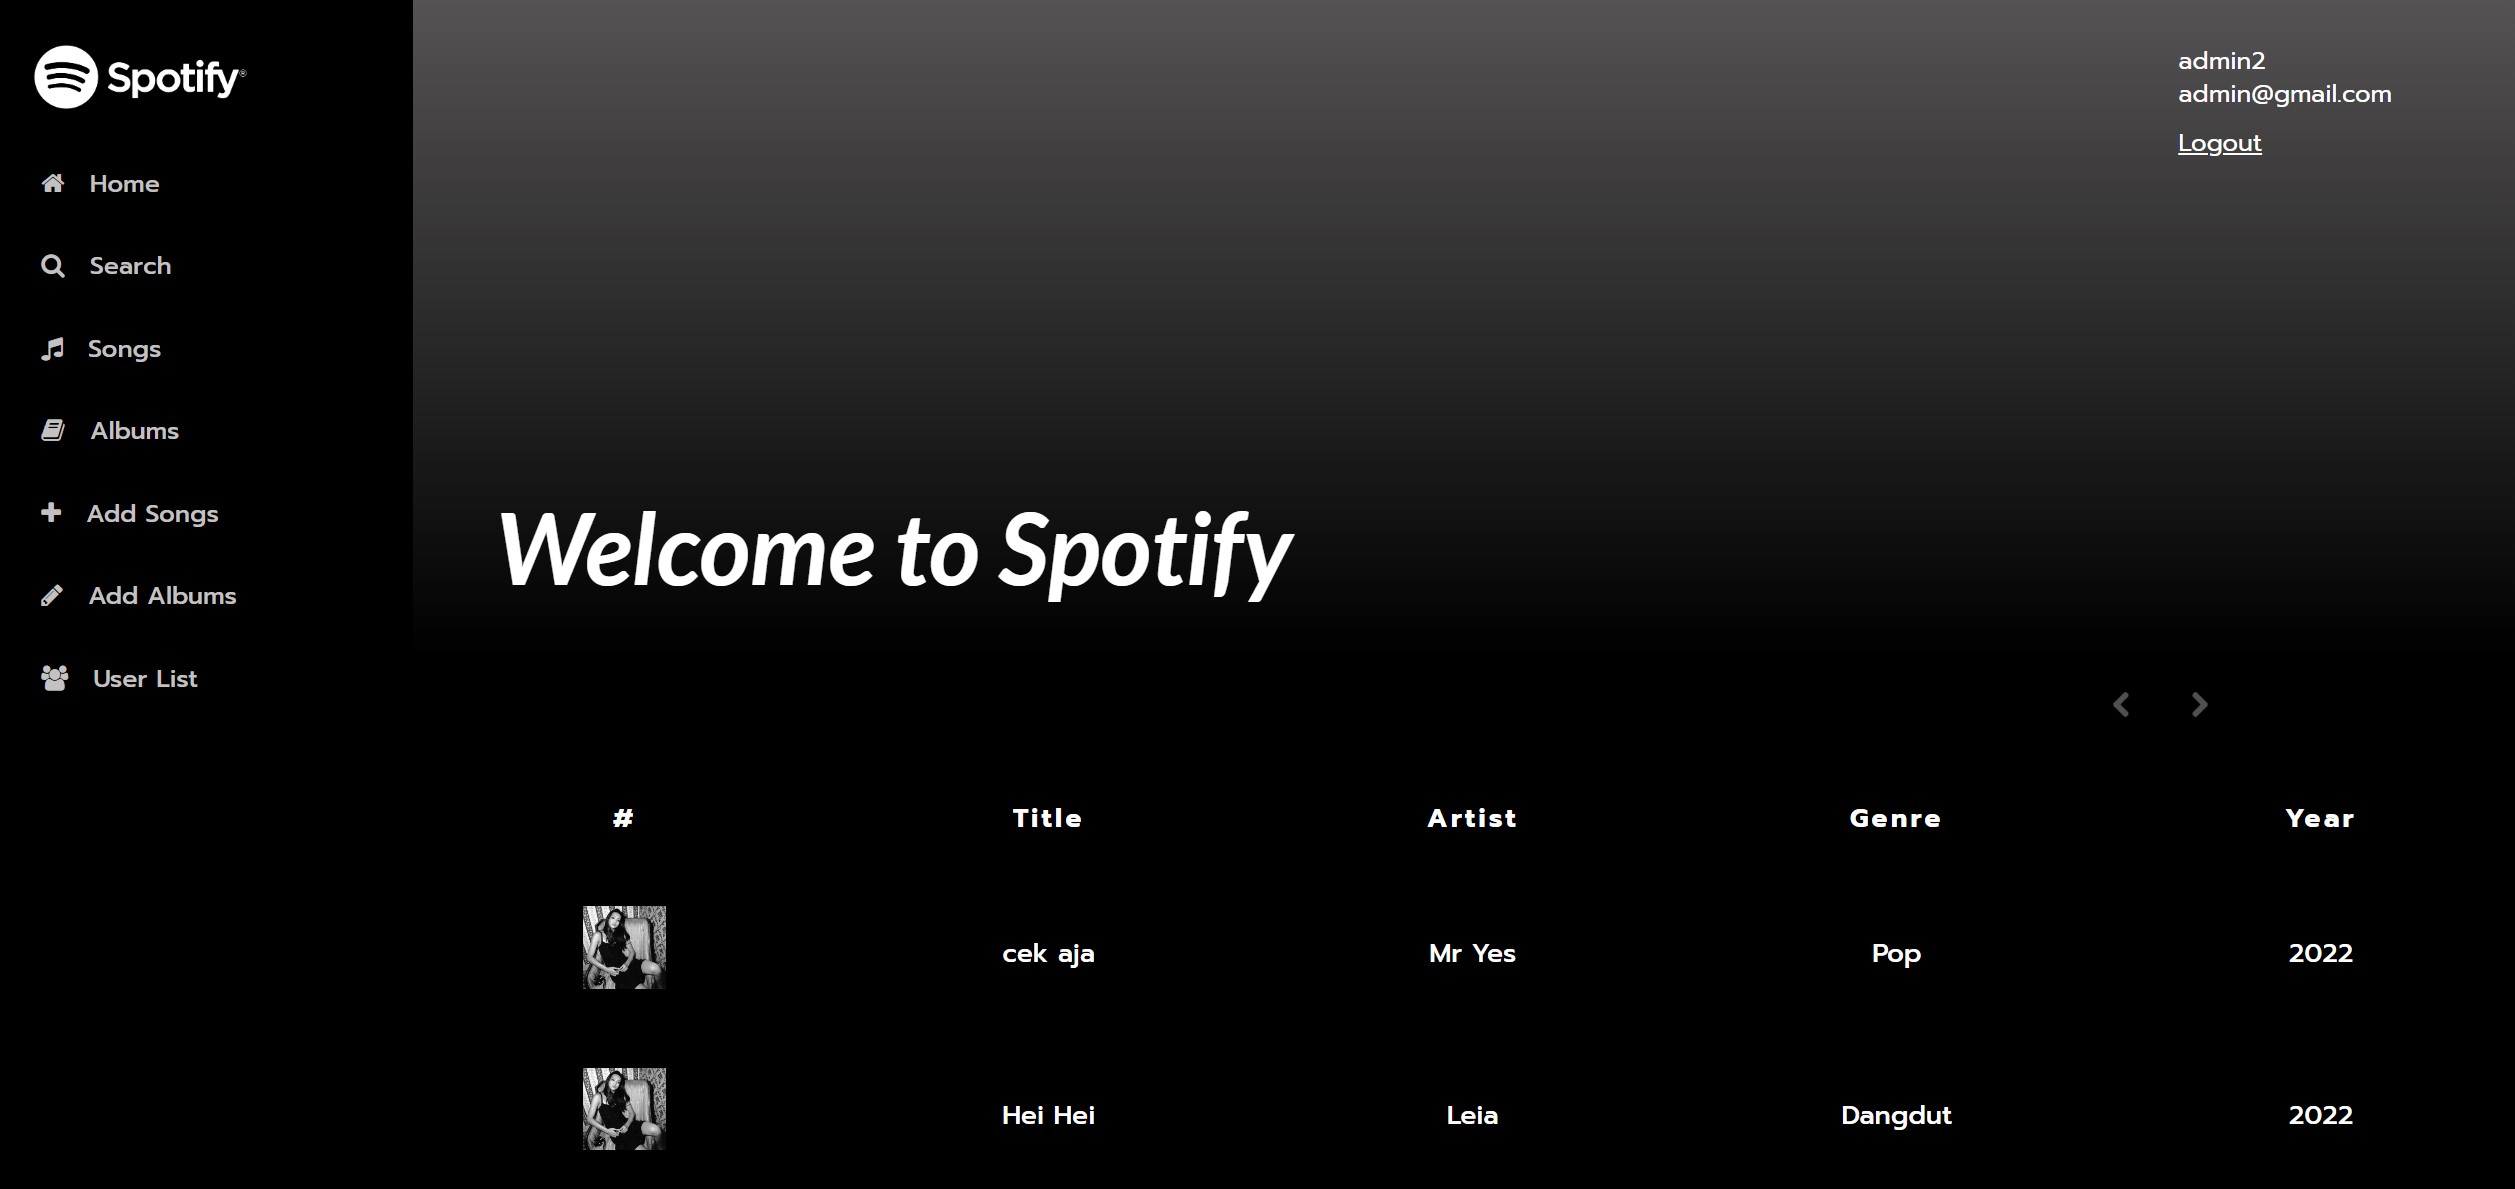 Spotify®
Home
Search
Songs
Albums
Add Songs
Add Albums
User List
admin2
admin@gmail.com
Logout
Welcome to Spotify
# Title Artist Genre Year
cek aja Mr Yes Pop 2022
Hei Hei Leia Dangdut 2022